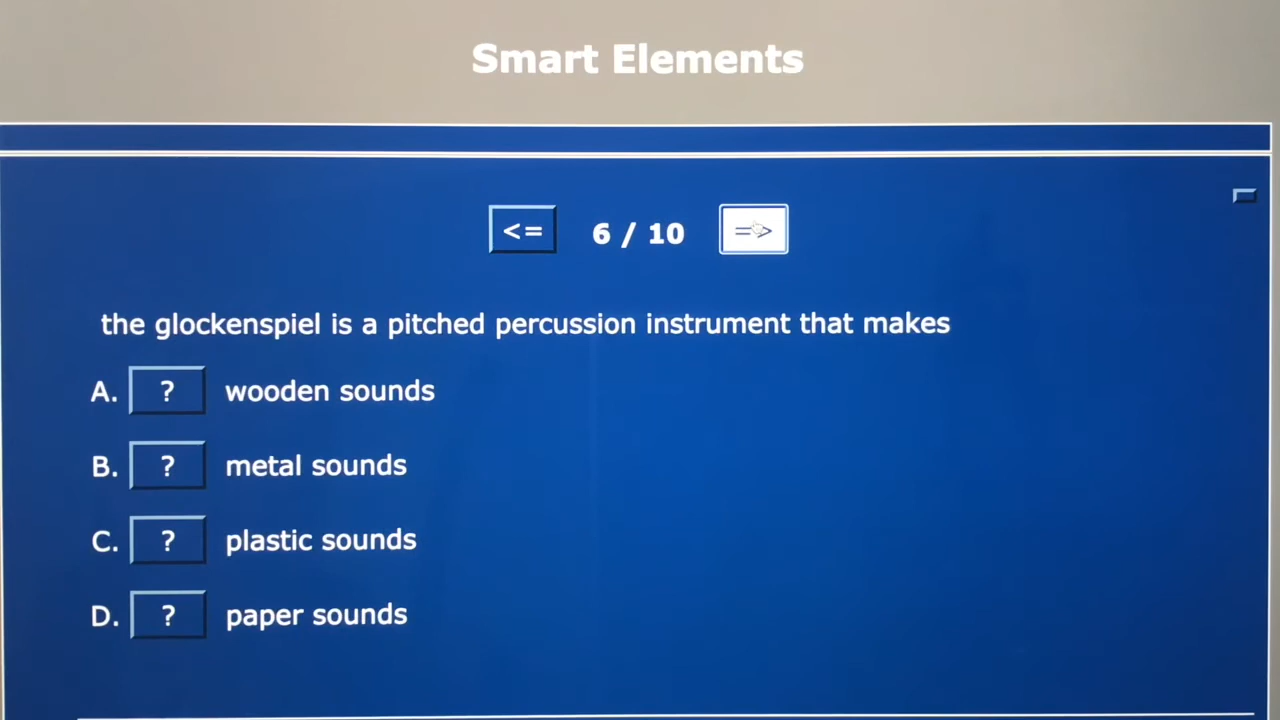 Smart Elements
<= 6 / 10 =>
the glockenspiel is a pitched percussion instrument that makes
A. ? wooden sounds
B. ? metal sounds
C. ? plastic sounds
D. ? paper sounds